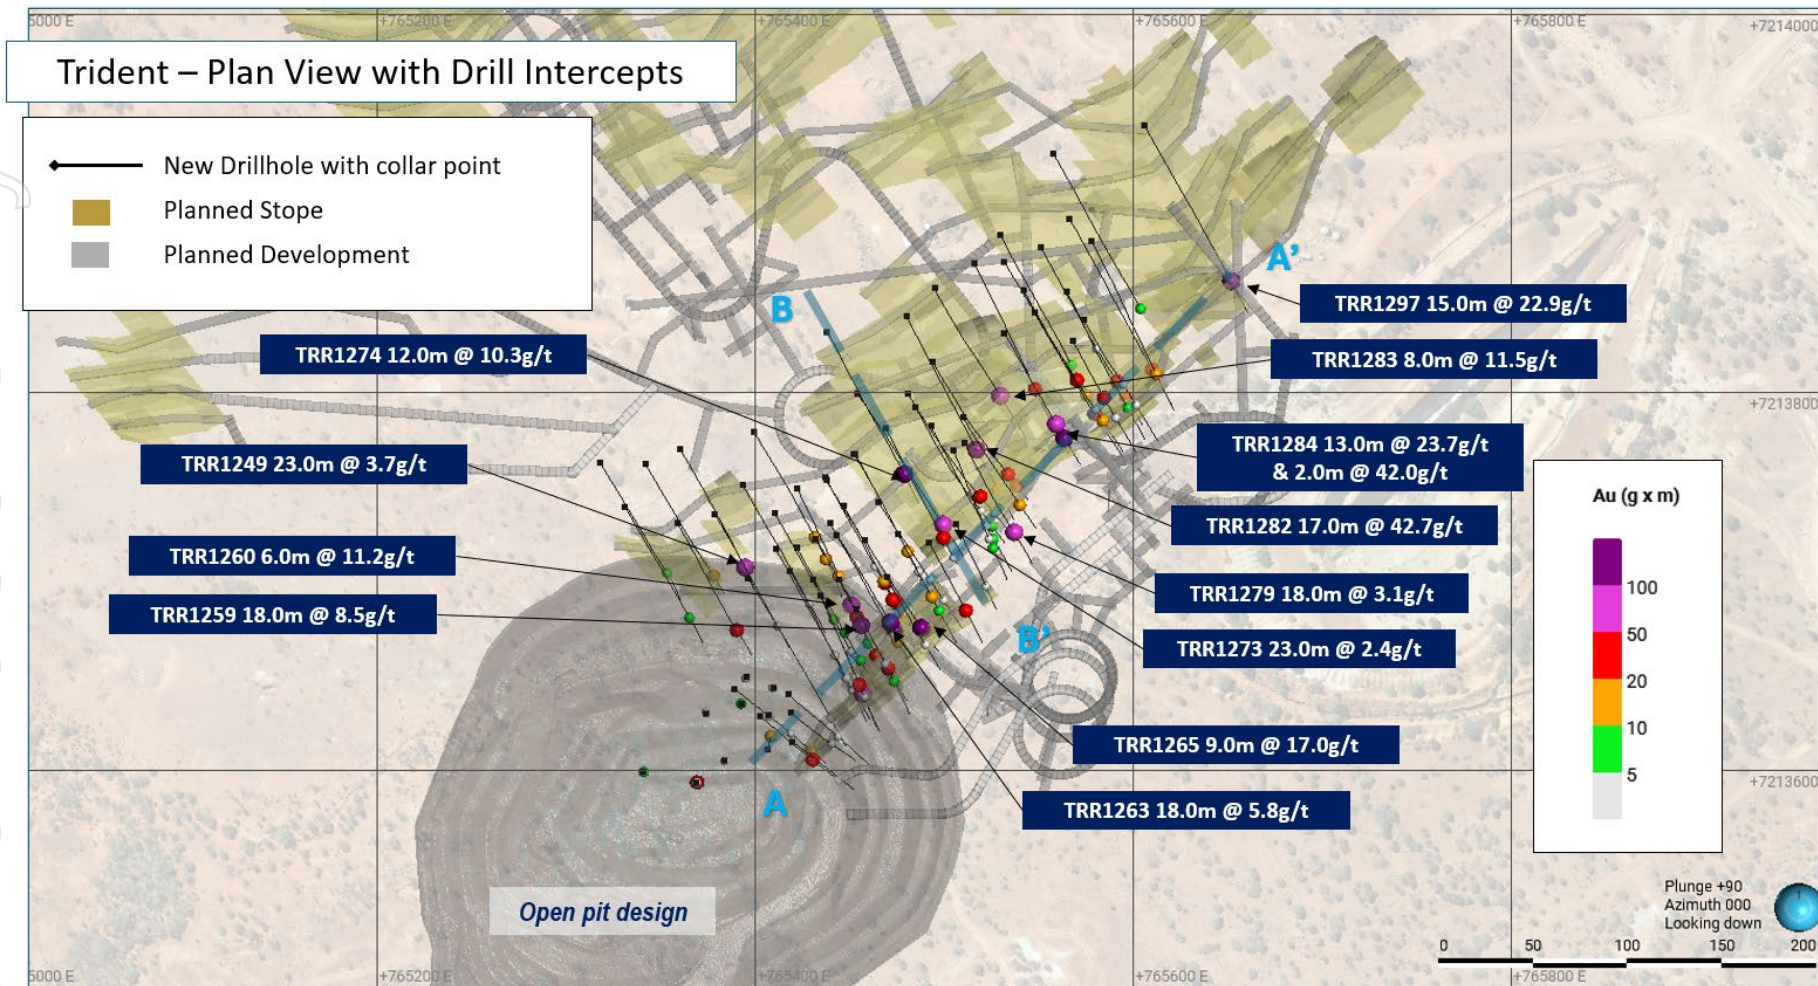 5000 E
+765200 E
+765400 E
+765600 E
+765800 E
+7214000
Trident – Plan View with Drill Intercepts
New Drillhole with collar point
Planned Stope
Planned Development
A’
B
TRR1297 15.0m @ 22.9g/t
TRR1274 12.0m @ 10.3g/t
TRR1283 8.0m @ 11.5g/t
+7213800
TRR1249 23.0m @ 3.7g/t
TRR1284 13.0m @ 23.7g/t
& 2.0m @ 42.0g/t
Au (g x m)
100
50
20
10
5
TRR1282 17.0m @ 42.7g/t
TRR1260 6.0m @ 11.2g/t
TRR1279 18.0m @ 3.1g/t
TRR1259 18.0m @ 8.5g/t
B’
TRR1273 23.0m @ 2.4g/t
TRR1265 9.0m @ 17.0g/t
+7213600
A
TRR1263 18.0m @ 5.8g/t
Open pit design
Plunge +90
Azimuth 000
Looking down
0 50 100 150 200
5000 E
+765200 E
+765400 E
+765600 E
+765800 E